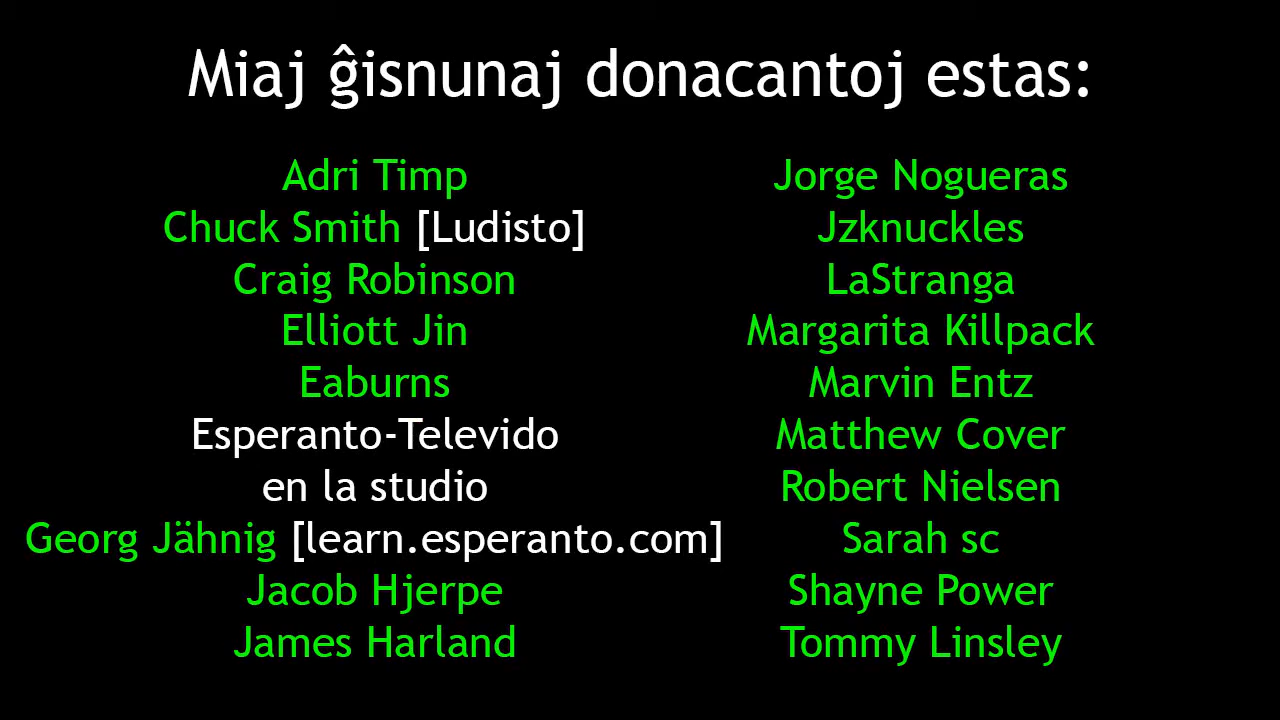 Miaj ĝisnunaj donacantoj estas:
Adri Timp
Chuck Smith [Ludisto]
Craig Robinson
Elliott Jin
Eaburns
Esperanto-Televido
en la studio
Georg Jähnig [learn.esperanto.com]
Jacob Hjerpe
James Harland
Jorge Nogueras
Jzknuckles
LaStranga
Margarita Killpack
Marvin Entz
Matthew Cover
Robert Nielsen
Sarah sc
Shayne Power
Tommy Linsley